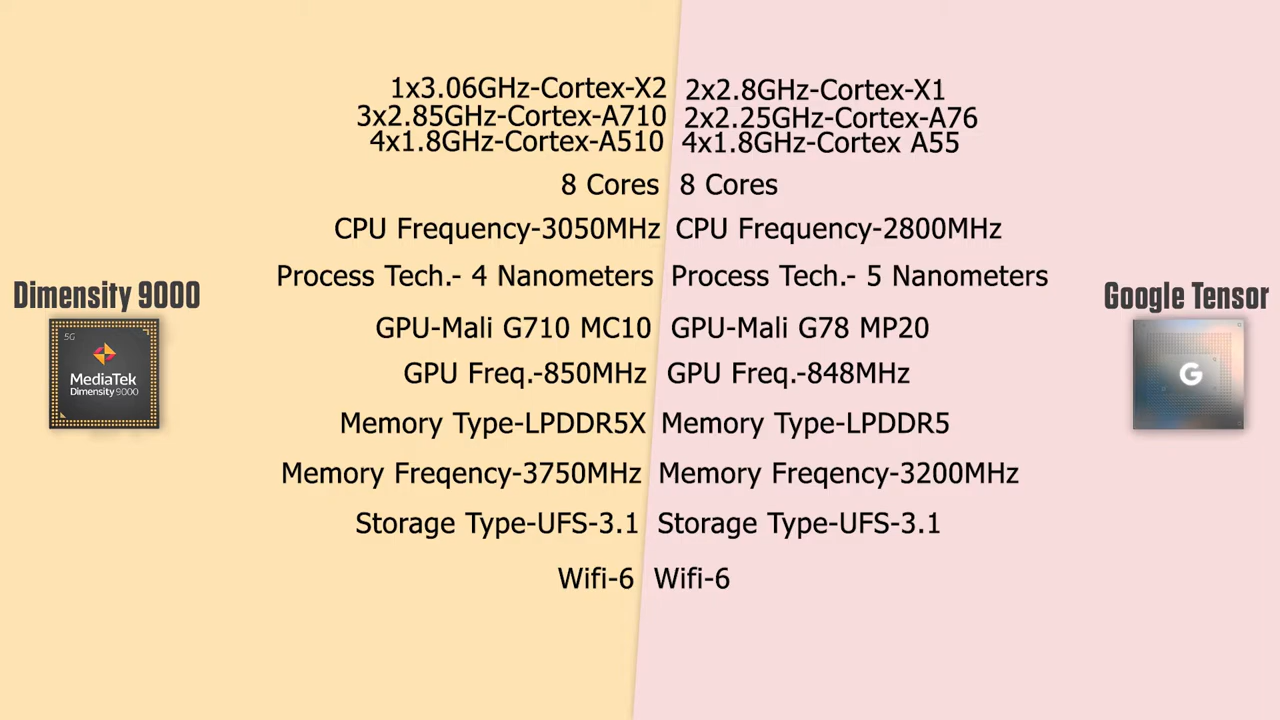 1x3.06GHz-Cortex-X2 2x2.8GHz-Cortex-X1
3x2.85GHz-Cortex-A710 2x2.25GHz-Cortex-A76
4x1.8GHz-Cortex-A510 4x1.8GHz-Cortex A55
8 Cores 8 Cores
CPU Frequency-3050MHz CPU Frequency-2800MHz
Process Tech.- 4 Nanometers Process Tech.- 5 Nanometers
Dimensity 9000 Google Tensor
GPU-Mali G710 MC10 GPU-Mali G78 MP20
5G
GPU Freq.-850MHz GPU Freq.-848MHz
MediaTek
Dimensity 9000
G
Memory Type-LPDDR5X Memory Type-LPDDR5
Memory Freqency-3750MHz Memory Freqency-3200MHz
Storage Type-UFS-3.1 Storage Type-UFS-3.1
Wifi-6 Wifi-6